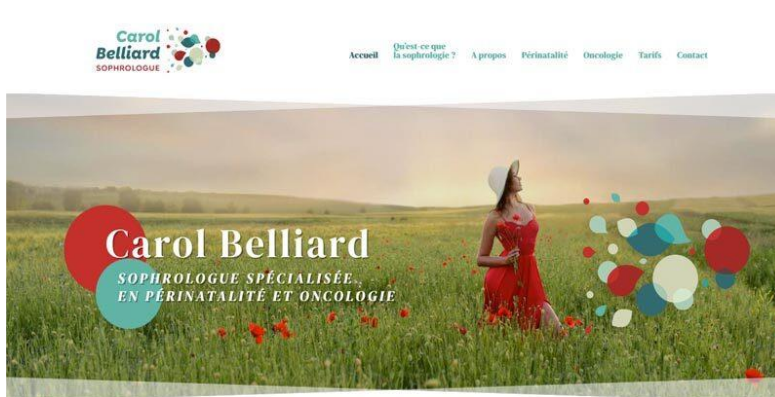 Carol
Belliard
SOPHROLOGUE
Accueil
Qu'est-ce que
la sophrologie ?
A propos
Périnatalité
Oncologie
Tarifs
Contact
Carol Belliard
SOPHROLOGUE SPÉCIALISÉE
EN PÉRINATALITÉ ET ONCOLOGIE